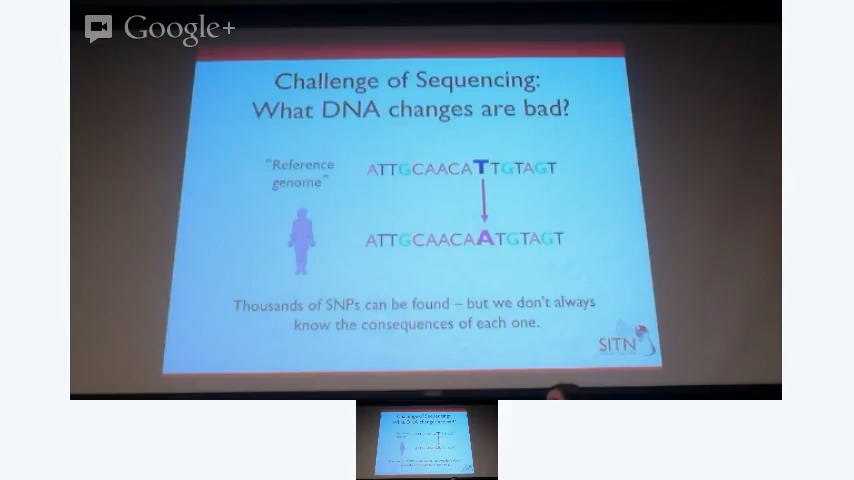 Google+
Challenge of Sequencing:
What DNA changes are bad?
"Reference
genome"
ATTGCAACATTGTAGT
ATTGCAACAATGTAGT
Thousands of SNPs can be found – but we don't always
know the consequences of each one.
SITN